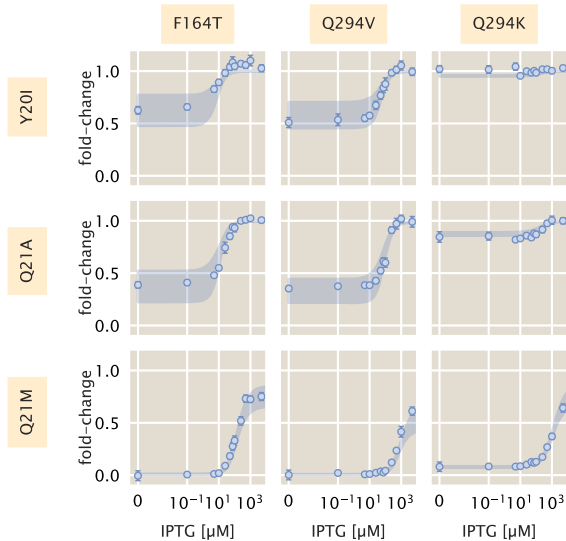 F164T Q294V Q294K
Y20I
fold–change
1.0
0.5
0.0
Q21A
fold–change
1.0
0.5
0.0
Q21M
fold–change
1.0
0.5
0.0
0 10⁻¹ 10¹ 10³ 0 10⁻¹ 10¹ 10³ 0 10⁻¹ 10¹ 10³
IPTG [µM] IPTG [µM] IPTG [µM]